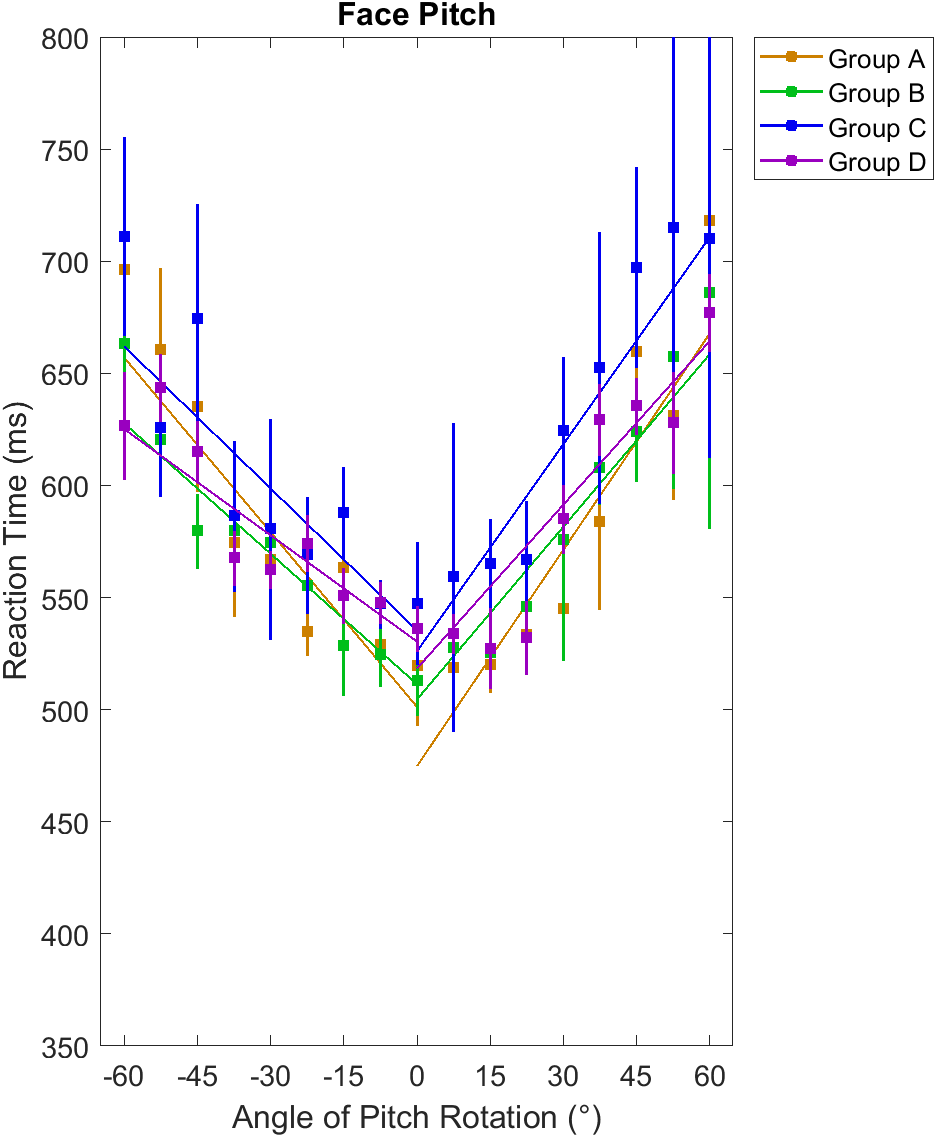 Face Pitch
800
750
700
650
600
550
500
450
400
350
Reaction Time (ms)
-60 -45 -30 -15 0 15 30 45 60
Angle of Pitch Rotation (°)
Group A
Group B
Group C
Group D